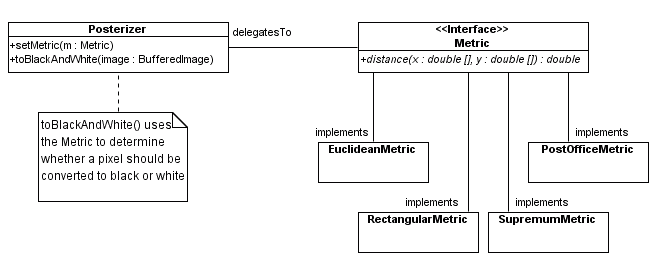 Posterizer
+setMetric(m : Metric)
+toBlackAndWhite(image : BufferedImage)
delegatesTo
<<Interface>>
Metric
+distance(x : double [], y : double []) : double
toBlackAndWhite() uses
the Metric to determine
whether a pixel should be
converted to black or white
implements
EuclideanMetric
implements
PostOfficeMetric
implements
RectangularMetric
implements
SupremumMetric